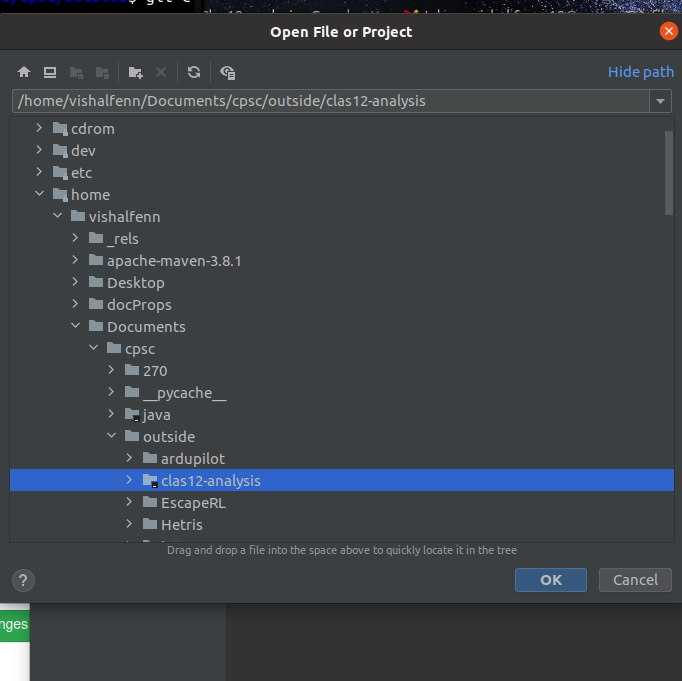 Open File or Project
Hide path
/home/vishalfenn/Documents/cpsc/outside/clas12-analysis
cdrom
dev
etc
home
vishalfenn
_rels
apache-maven-3.8.1
Desktop
docProps
Documents
cpsc
270
__pycache__
java
outside
ardupilot
clas12-analysis
EscapeRL
Hetris
Drag and drop a file into the space above to quickly locate it in the tree
?
OK
Cancel
nges